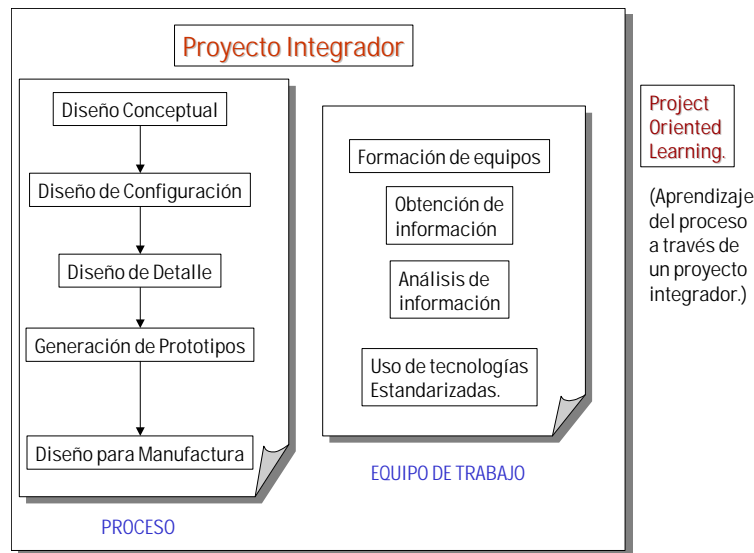 Proyecto Integrador
Diseño Conceptual
Diseño de Configuración
Diseño de Detalle
Generación de Prototipos
Diseño para Manufactura
PROCESO
Formación de equipos
Obtención de
información
Análisis de
información
Uso de tecnologías
Estandarizadas.
EQUIPO DE TRABAJO
Project
Oriented
Learning.
(Aprendizaje
del proceso
a través de
un proyecto
integrador.)